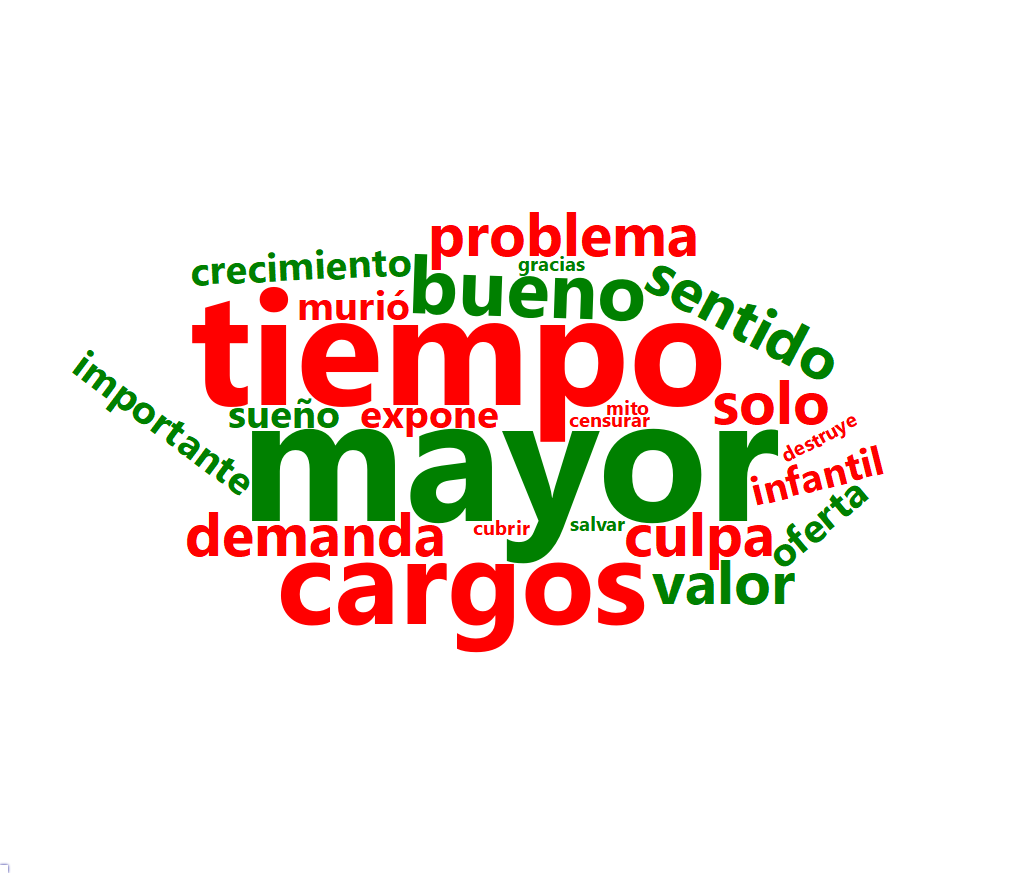 problema
crecimiento
gracias
bueno
sentido
murió
tiempo
importante
sueño
expone
mito
censurar
solo
destruye
mayor
infantil
oferta
demanda
cubrir
salvar
culpa
cargos
valor